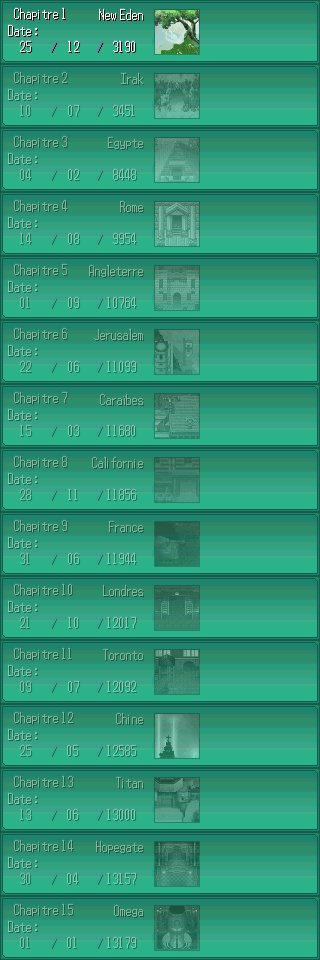 Chapitre 1 New Eden
Date:
25 / 12 / 3190
Chapitre 2 Irak
Date:
10 / 07 / 3451
Chapitre 3 Egypte
Date:
04 / 02 / 8448
Chapitre 4 Rome
Date:
14 / 08 / 9954
Chapitre 5 Angleterre
Date:
01 / 09 / 10764
Chapitre 6 Jerusalem
Date:
22 / 06 / 11099
Chapitre 7 Caraibes
Date:
15 / 03 / 11680
Chapitre 8 Californie
Date:
28 / 11 / 11856
Chapitre 9 France
Date:
31 / 06 / 11944
Chapitre 10 Londres
Date:
21 / 10 / 12017
Chapitre 11 Toronto
Date:
09 / 07 / 12092
Chapitre 12 Chine
Date:
25 / 05 / 12585
Chapitre 13 Titan
Date:
13 / 06 / 13000
Chapitre 14 Hopegate
Date:
30 / 04 / 13157
Chapitre 15 Omega
Date:
01 / 01 / 13179